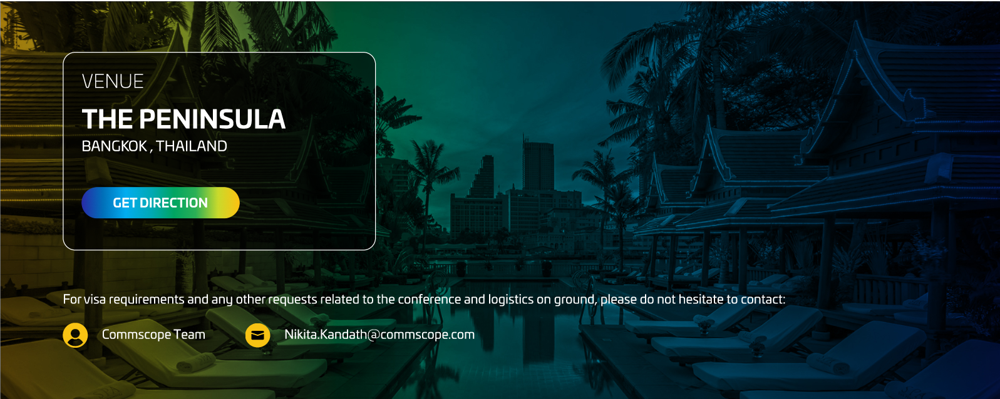 VENUE
THE PENINSULA
BANGKOK , THAILAND
GET DIRECTION
For visa requirements and any other requests related to the conference and logistics on ground, please do not hesitate to contact:
Commscope Team
Nikita.Kandath@commscope.com